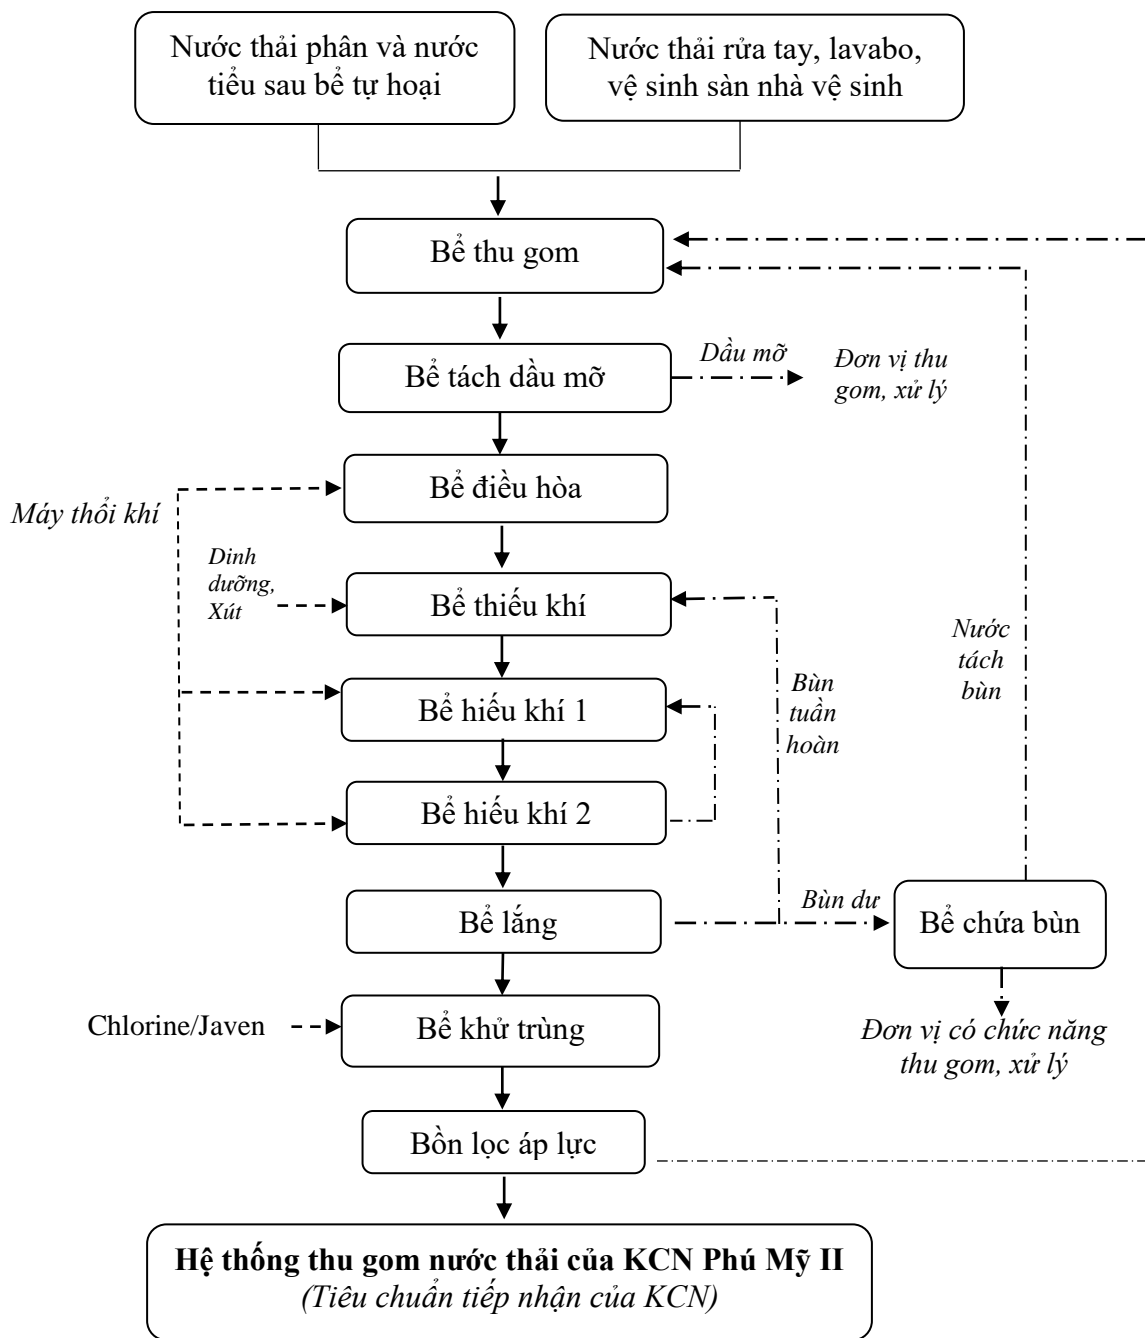 Nước thải phân và nước
tiểu sau bể tự hoại
Nước thải rửa tay, lavabo,
vệ sinh sàn nhà vệ sinh
Bể thu gom
Bể tách dầu mỡ
Dầu mỡ
Đơn vị thu
gom, xử lý
Bể điều hòa
Máy thổi khí
Dinh
dưỡng,
Xút
Bể thiếu khí
Nước
tách
bùn
Bùn
tuần
hoàn
Bể hiếu khí 1
Bể hiếu khí 2
Bể lắng
Bùn dư
Bể chứa bùn
Chlorine/Javen
Bể khử trùng
Đơn vị có chức năng
thu gom, xử lý
Bồn lọc áp lực
Hệ thống thu gom nước thải của KCN Phú Mỹ II
(Tiêu chuẩn tiếp nhận của KCN)